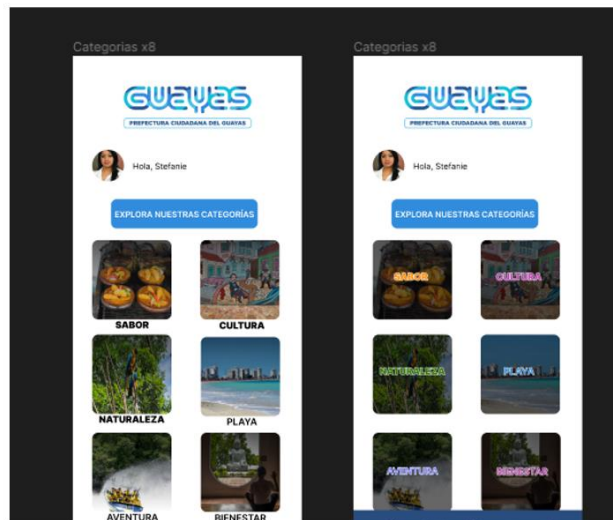 Categorias x8
GUAYAS
PREFECTURA CIUDADANA DEL GUAYAS
Hola, Stefanie
EXPLORA NUESTRAS CATEGORÍAS
SABOR
CULTURA
NATURALEZA
PLAYA
AVENTURA
BIENESTAR
Categorias x8
GUAYAS
PREFECTURA CIUDADANA DEL GUAYAS
Hola, Stefanie
EXPLORA NUESTRAS CATEGORÍAS
SABOR
CULTURA
NATURALEZA
PLAYA
AVENTURA
BIENESTAR